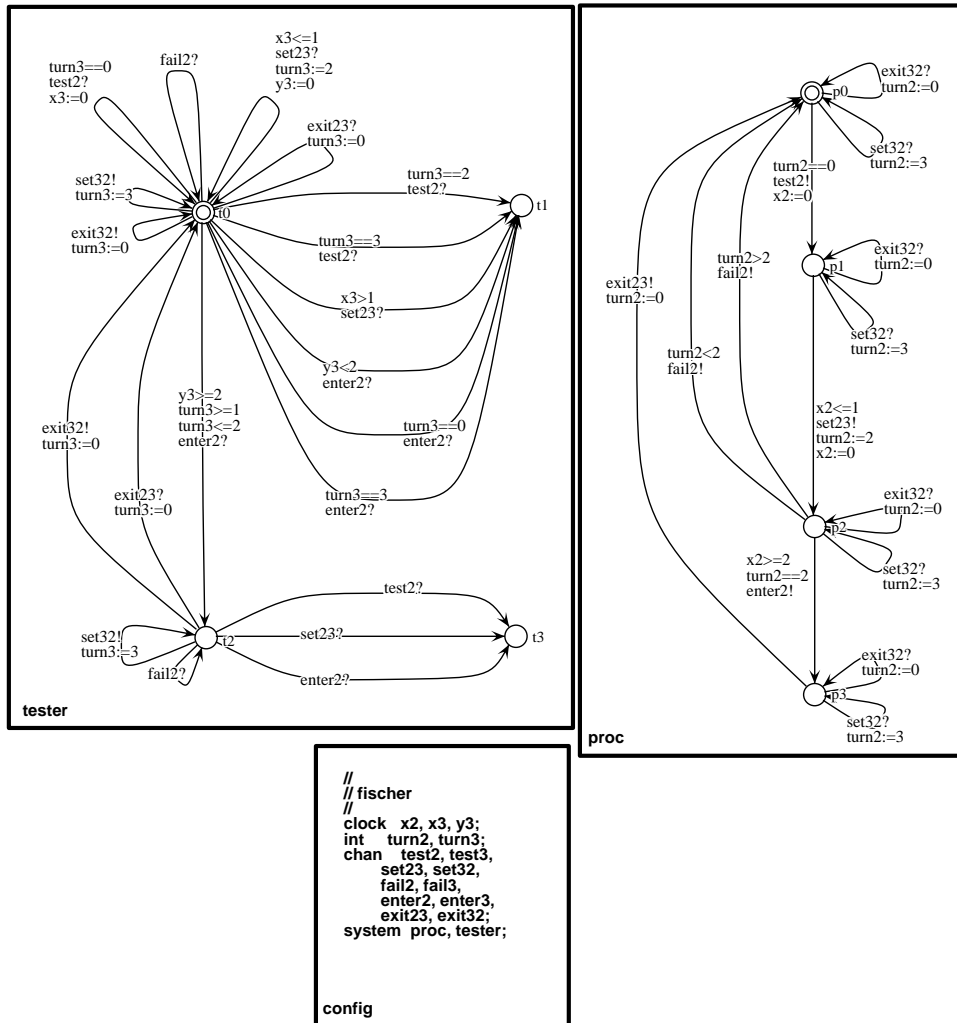 turn3==0
test2?
x3:=0
fail2?
x3<=1
set23?
turn3:=2
y3:=0
exit23?
turn3:=0
set32!
turn3:=3
exit32!
turn3:=0
t0
turn3==2
test2?
t1
turn3==3
test2?
x3>1
set23?
y3<2
enter2?
turn3==0
enter2?
turn3==3
enter2?
y3>=2
turn3>=1
turn3<=2
enter2?
exit32!
turn3:=0
exit23?
turn3:=0
set32!
turn3:=3
fail2?
t2
test2?
set23?
enter2?
t3
tester
p0
exit32?
turn2:=0
set32?
turn2:=3
turn2==0
test2!
x2:=0
p1
exit32?
turn2:=0
set32?
turn2:=3
exit23!
turn2:=0
turn2>2
fail2!
turn2<2
fail2!
x2<=1
set23!
turn2:=2
x2:=0
p2
exit32?
turn2:=0
set32?
turn2:=3
x2>=2
turn2==2
enter2!
p3
exit32?
turn2:=0
set32?
turn2:=3
proc
//
// fischer
//
clock x2, x3, y3;
int turn2, turn3;
chan test2, test3,
set23, set32,
fail2, fail3,
enter2, enter3,
exit23, exit32;
system proc, tester;
config